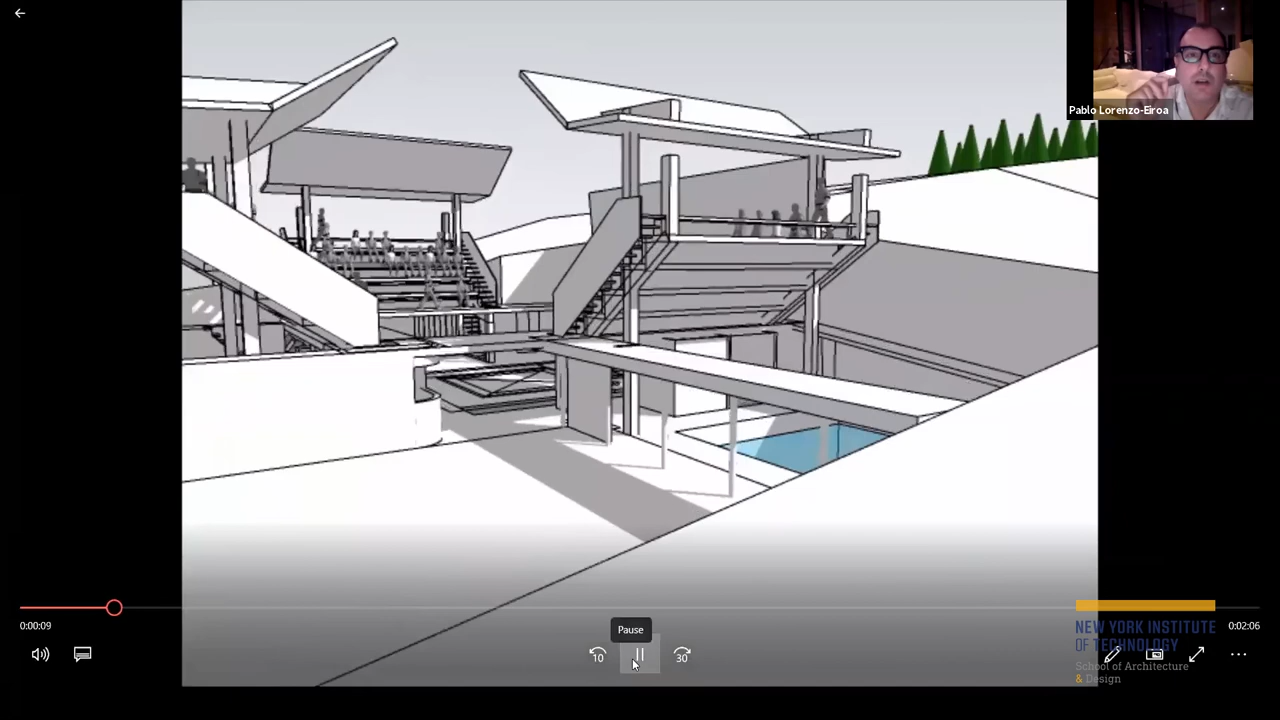 Pablo Lorenzo-Eiroa
Pause
0:00:09
0:02:06
10
30
NEW YORK INSTITUTE
OF TECHNOLOGY
School of Architecture
& Design